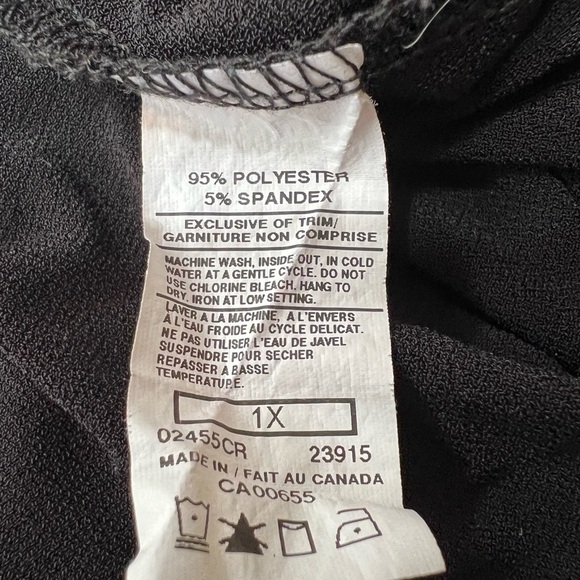 95% POLYESTER
5% SPANDEX
EXCLUSIVE OF TRIM/
GARNITURE NON COMPRISE
MACHINE WASH, INSIDE OUT, IN COLD
WATER AT A GENTLE CYCLE. DO NOT
USE CHLORINE BLEACH. HANG TO
DRY. IRON AT LOW SETTING.
LAVER A LA MACHINE, A L'ENVERS
À L'EAU FROIDE AU CYCLE DELICAT.
NE PAS UTILISER L'EAU DE JAVEL
SUSPENDRE POUR SECHER
REPASSER A BASSE
TEMPERATURE.
1X
02455CR 23915
MADE IN / FAIT AU CANADA
CA00655